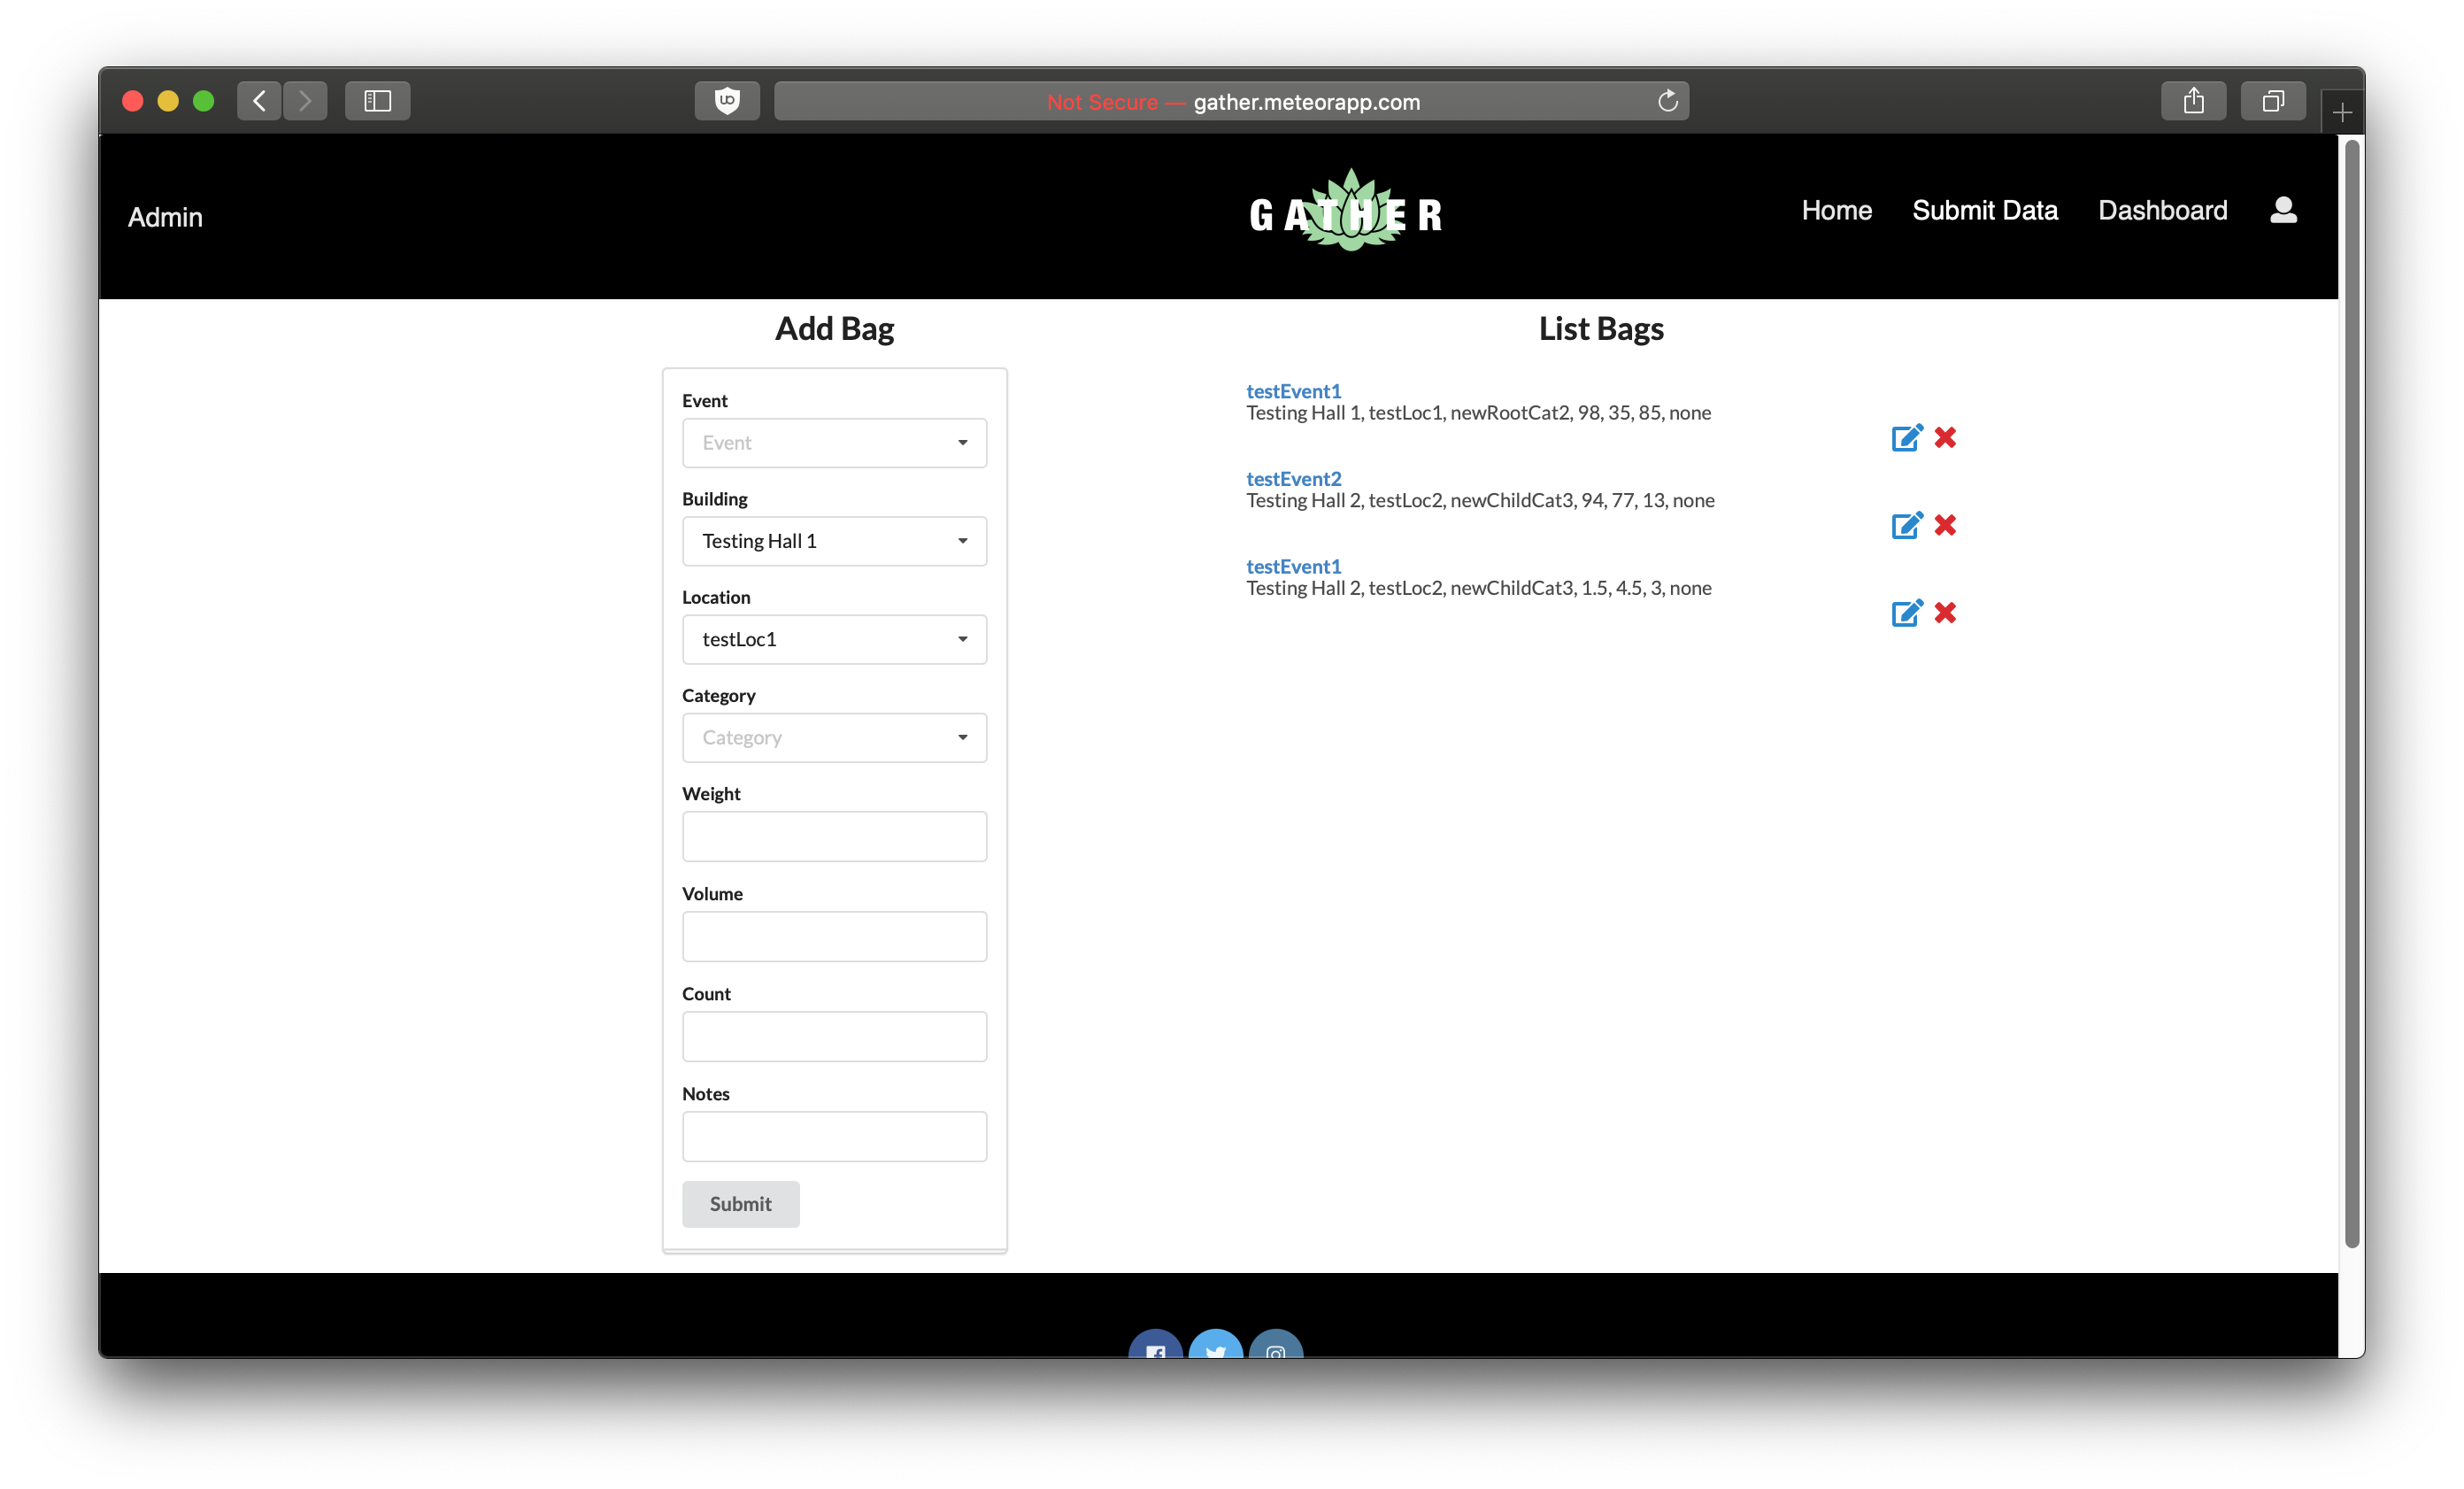 Not Secure — gather.meteorapp.com
Admin
GATHER
Home Submit Data Dashboard
Add Bag
Event
Event
Building
Testing Hall 1
Location
testLoc1
Category
Category
Weight
Volume
Count
Notes
Submit
List Bags
testEvent1
Testing Hall 1, testLoc1, newRootCat2, 98, 35, 85, none
testEvent2
Testing Hall 2, testLoc2, newChildCat3, 94, 77, 13, none
testEvent1
Testing Hall 2, testLoc2, newChildCat3, 1.5, 4.5, 3, none